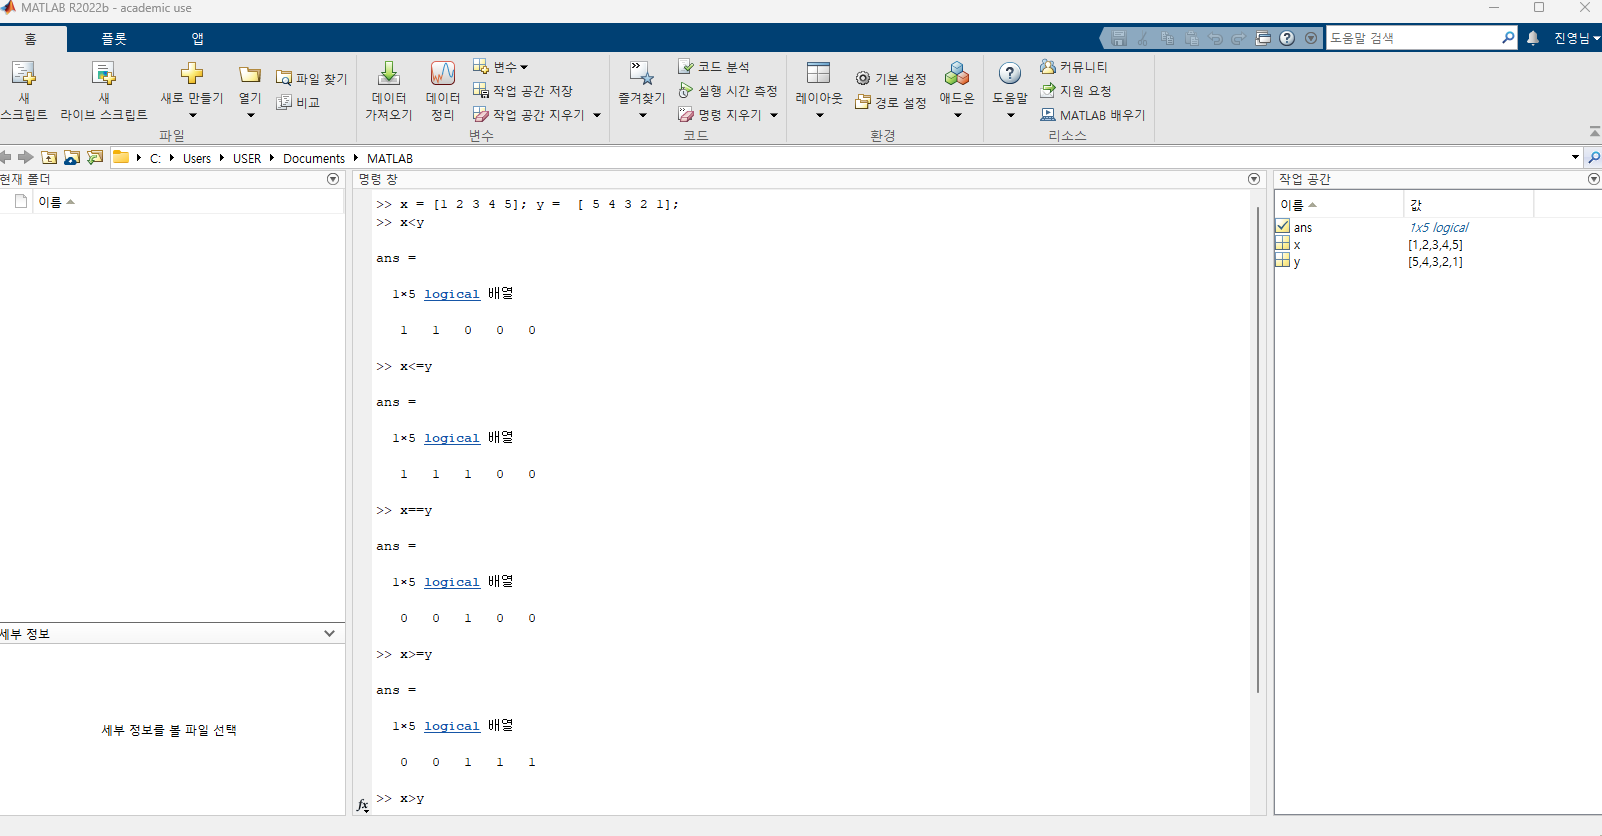 MATLAB R2022b - academic use
홈 플롯 앱
도움말 검색
진영님
새
스크립트
새
라이브 스크립트
새로 만들기
열기
파일 찾기
비교
파일
데이터
가져오기
데이터
정리
변수
작업 공간 저장
작업 공간 지우기
변수
즐겨찾기
코드 분석
실행 시간 측정
명령 지우기
코드
레이아웃
기본 설정
경로 설정
애드온
환경
도움말
커뮤니티
지원 요청
MATLAB 배우기
리소스
C: Users USER Documents MATLAB
현재 폴더
이름
세부 정보
세부 정보를 볼 파일 선택
명령 창
>> x = [1 2 3 4 5]; y =  [ 5 4 3 2 1];
>> x<y
ans =
1×5 logical 배열
1 1 0 0 0
>> x<=y
ans =
1×5 logical 배열
1 1 1 0 0
>> x==y
ans =
1×5 logical 배열
0 0 1 0 0
>> x>=y
ans =
1×5 logical 배열
0 0 1 1 1
fx >> x>y
작업 공간
이름 값
ans 1x5 logical
x [1,2,3,4,5]
y [5,4,3,2,1]